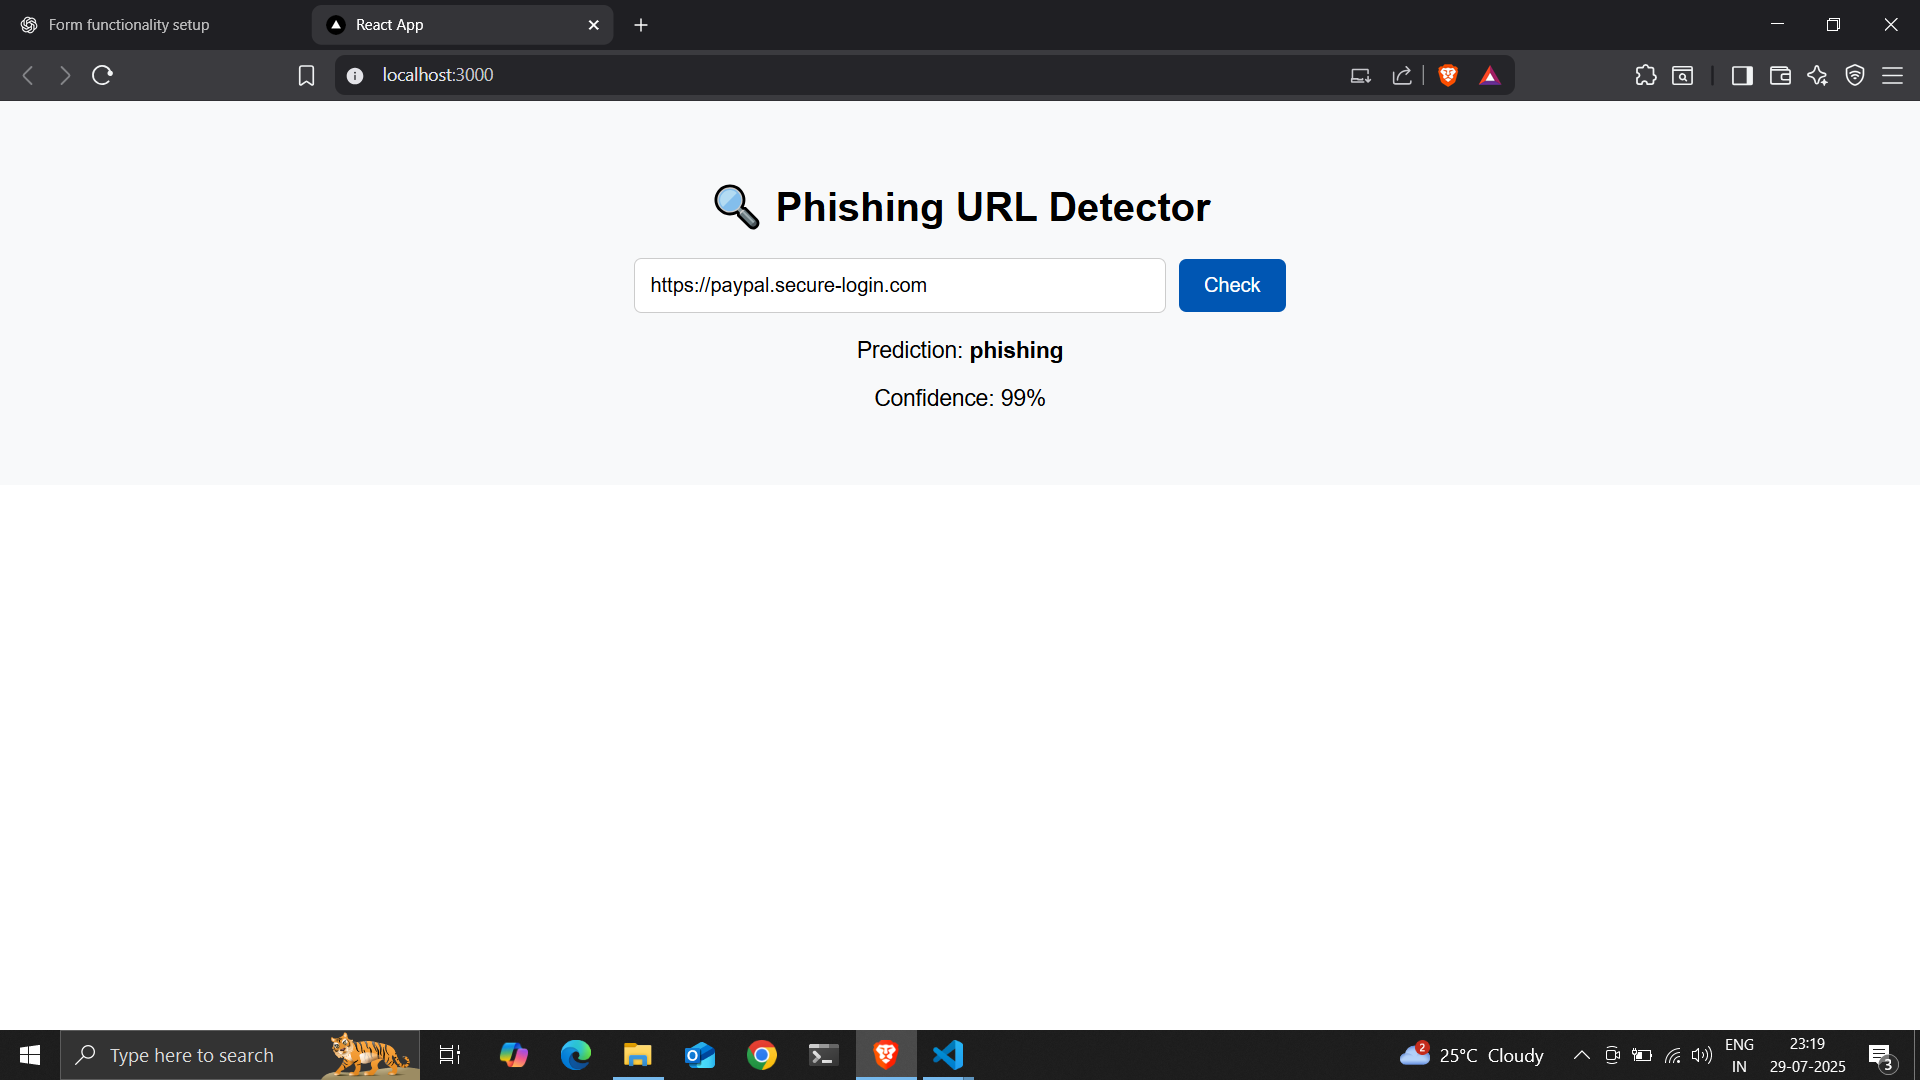 Form functionality setup
React App
localhost:3000
Phishing URL Detector
https://paypal.secure-login.com
Check
Prediction: phishing
Confidence: 99%
Type here to search
2
25°C Cloudy
ENG
IN
23:19
29-07-2025
3